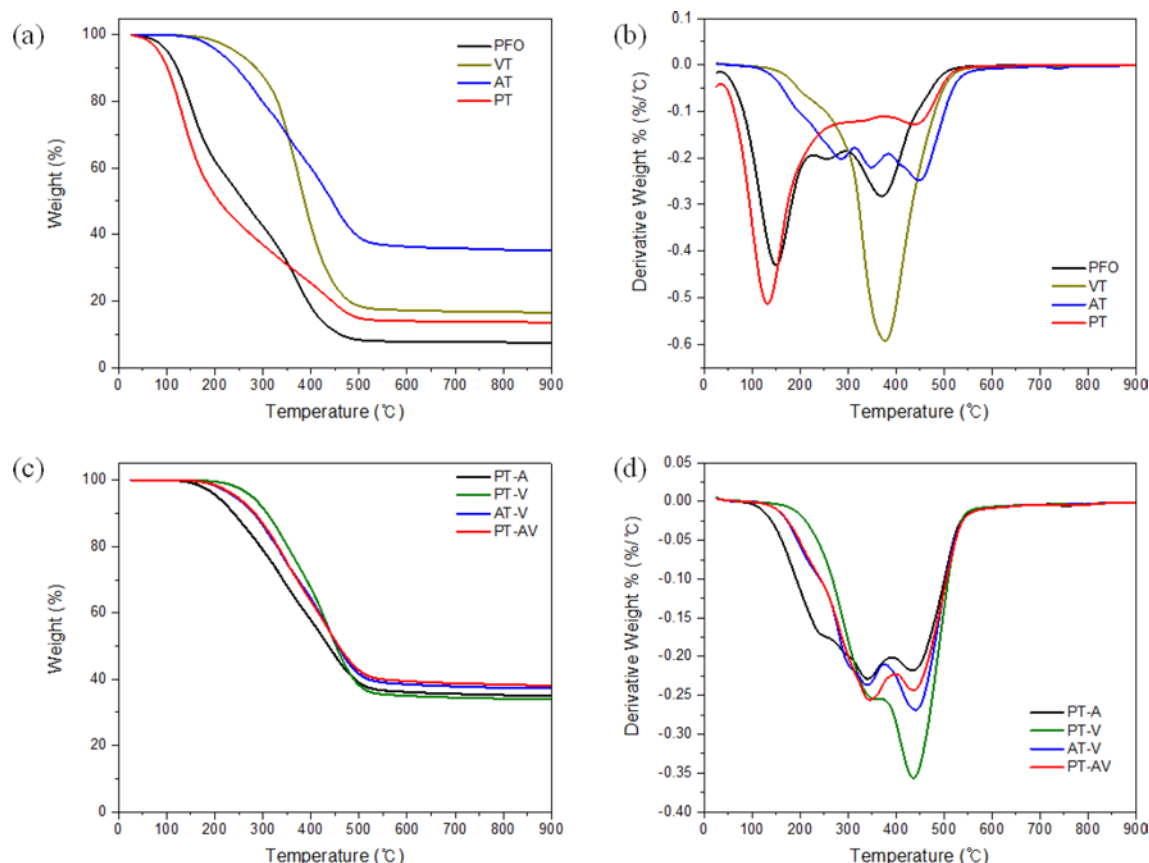 (a)
100
80
60
40
20
0
Weight (%)
PFO
VT
AT
PT
0 100 200 300 400 500 600 700 800 900
Temperature (℃)
(b)
0.1
0.0
-0.1
-0.2
-0.3
-0.4
-0.5
-0.6
Derivative Weight % (%/℃)
PFO
VT
AT
PT
0 100 200 300 400 500 600 700 800 900
Temperature (℃)
(c)
100
80
60
40
20
0
Weight (%)
PT-A
PT-V
AT-V
PT-AV
0 100 200 300 400 500 600 700 800 900
Temperature (℃)
(d)
0.05
0.00
-0.05
-0.10
-0.15
-0.20
-0.25
-0.30
-0.35
-0.40
Derivative Weight % (%/℃)
PT-A
PT-V
AT-V
PT-AV
0 100 200 300 400 500 600 700 800 900
Temperature (℃)